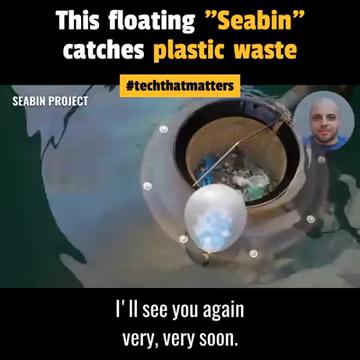 This floating "Seabin"
catches plastic waste
#techthatmatters
SEABIN PROJECT
I'll see you again
very, very soon.